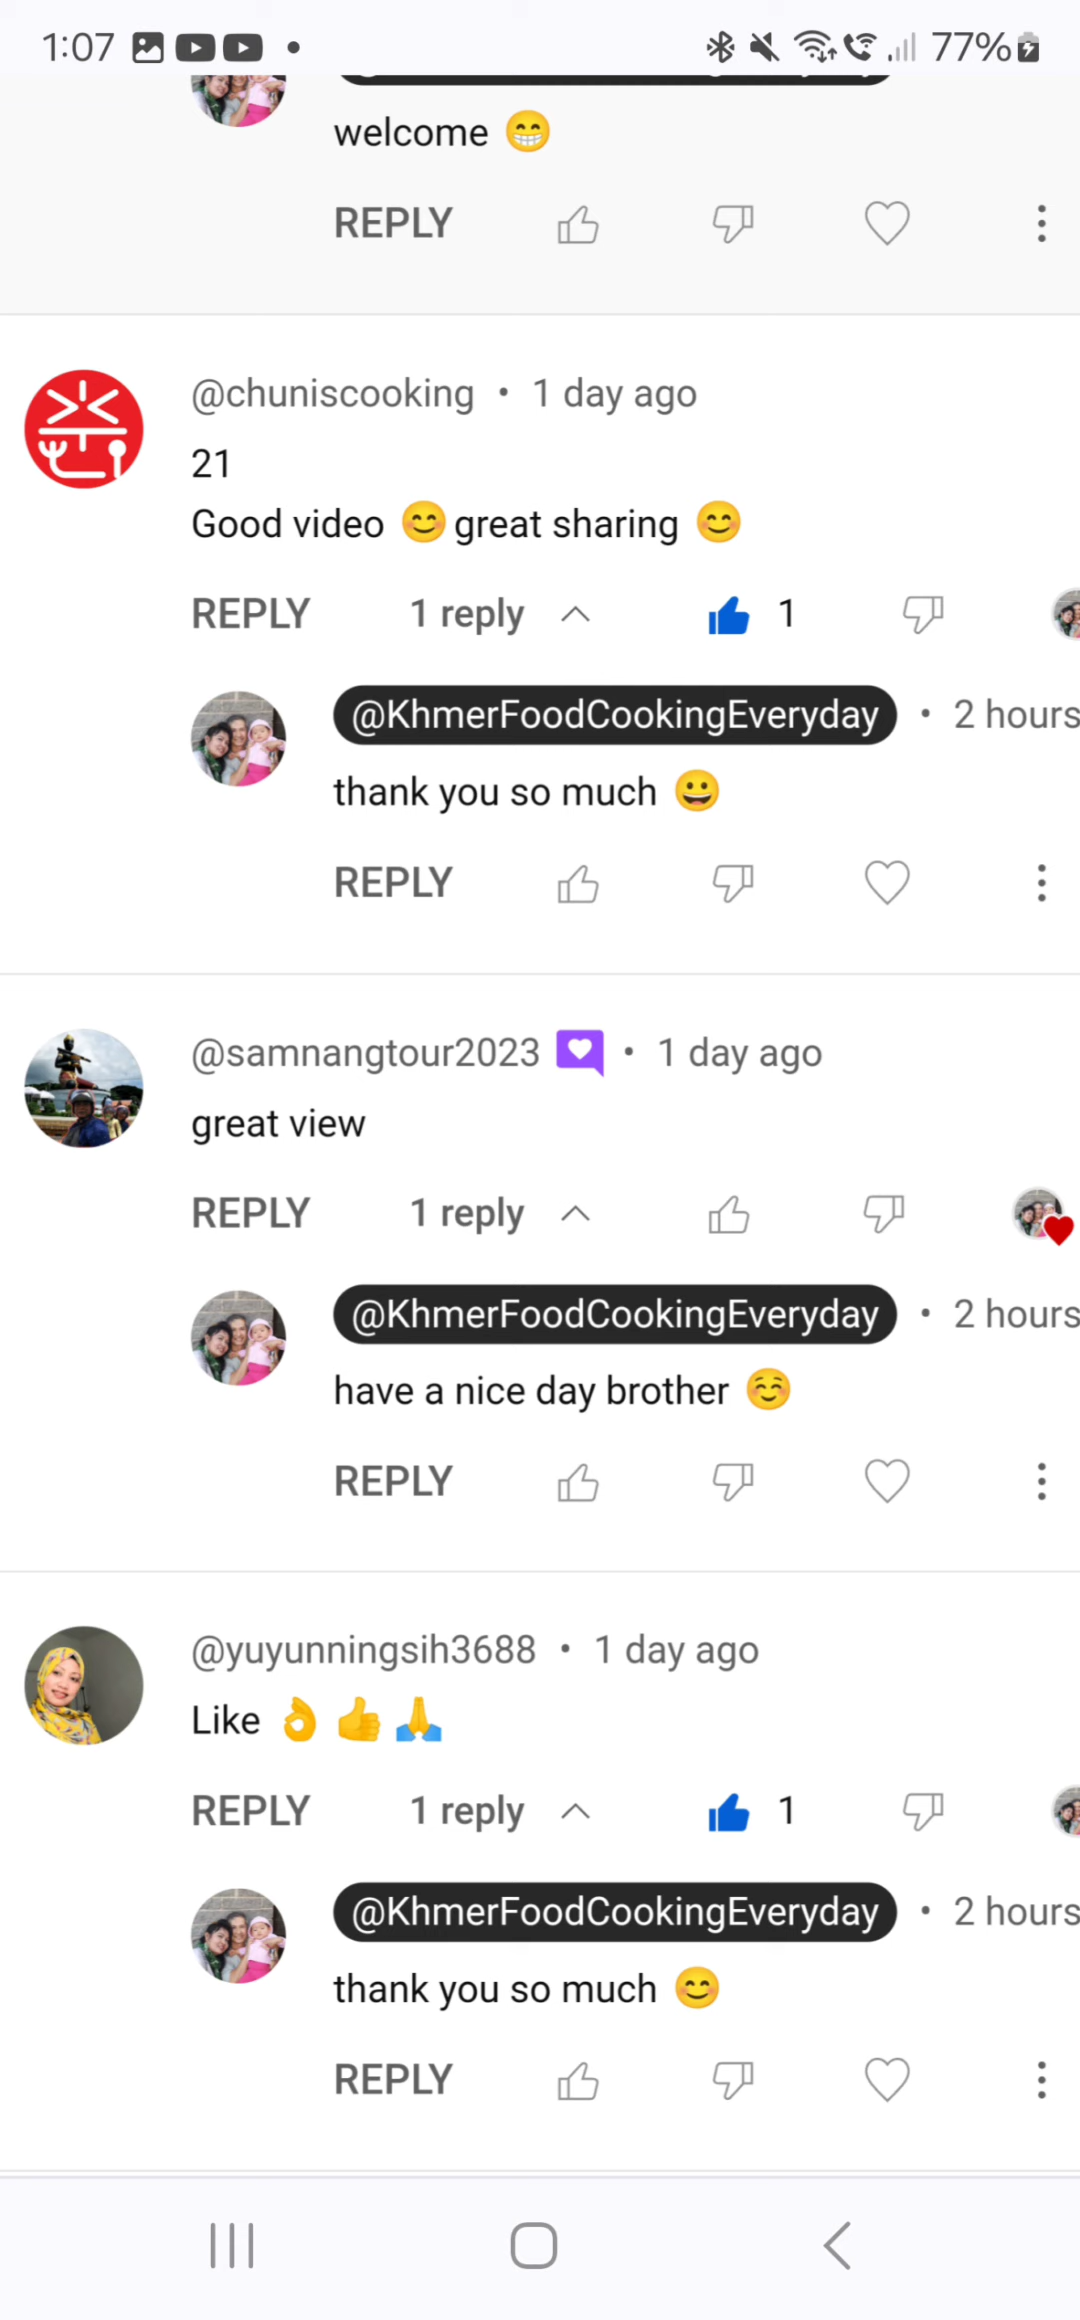 1:07 77%
welcome 😁
REPLY
@chuniscooking • 1 day ago
21
Good video 😊 great sharing 😊
REPLY 1 reply 1
@KhmerFoodCookingEveryday • 2 hours
thank you so much 😀
REPLY
@samnangtour2023 • 1 day ago
great view
REPLY 1 reply
@KhmerFoodCookingEveryday • 2 hours
have a nice day brother ☺️
REPLY
@yuyunningsih3688 • 1 day ago
Like 👌 👍 🙏
REPLY 1 reply 1
@KhmerFoodCookingEveryday • 2 hours
thank you so much 😊
REPLY